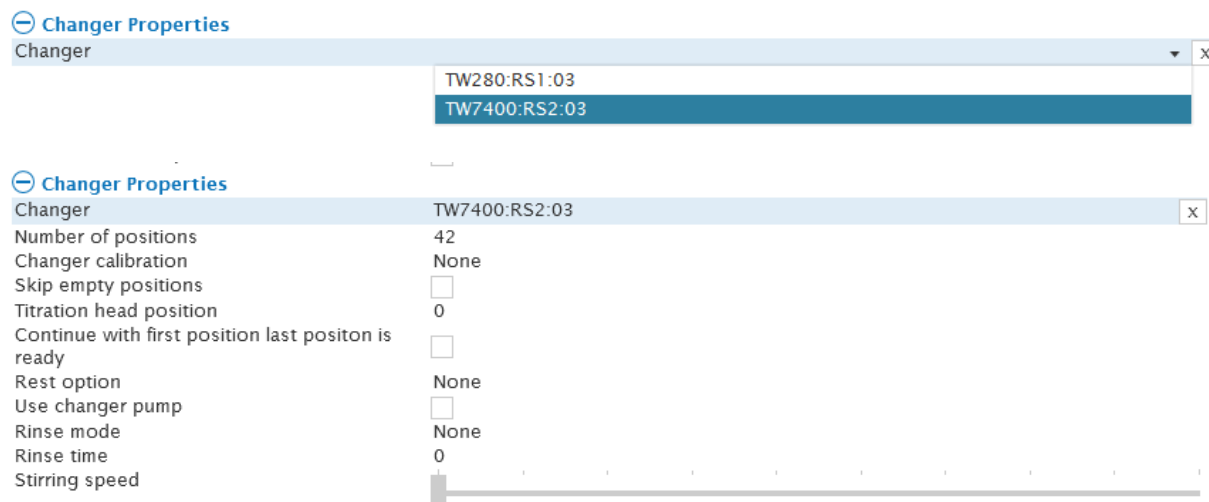 Changer Properties
Changer X
TW280:RS1:03
TW7400:RS2:03
Changer Properties
Changer TW7400:RS2:03 X
Number of positions 42
Changer calibration None
Skip empty positions
Titration head position 0
Continue with first position last positon is
ready
Rest option None
Use changer pump
Rinse mode None
Rinse time 0
Stirring speed